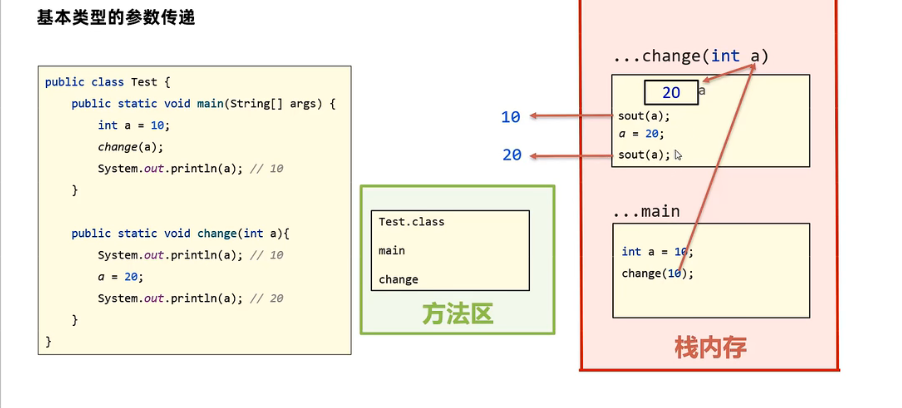 基本类型的参数传递
public class Test {
public static void main(String[] args) {
int a = 10;
change(a);
System.out.println(a); // 10
}
public static void change(int a){
System.out.println(a); // 10
a = 20;
System.out.println(a); // 20
}
}
Test.class
main
change
方法区
10
20
...change(int a)
20 a
sout(a);
a = 20;
sout(a);
...main
int a = 10;
change(10);
栈内存